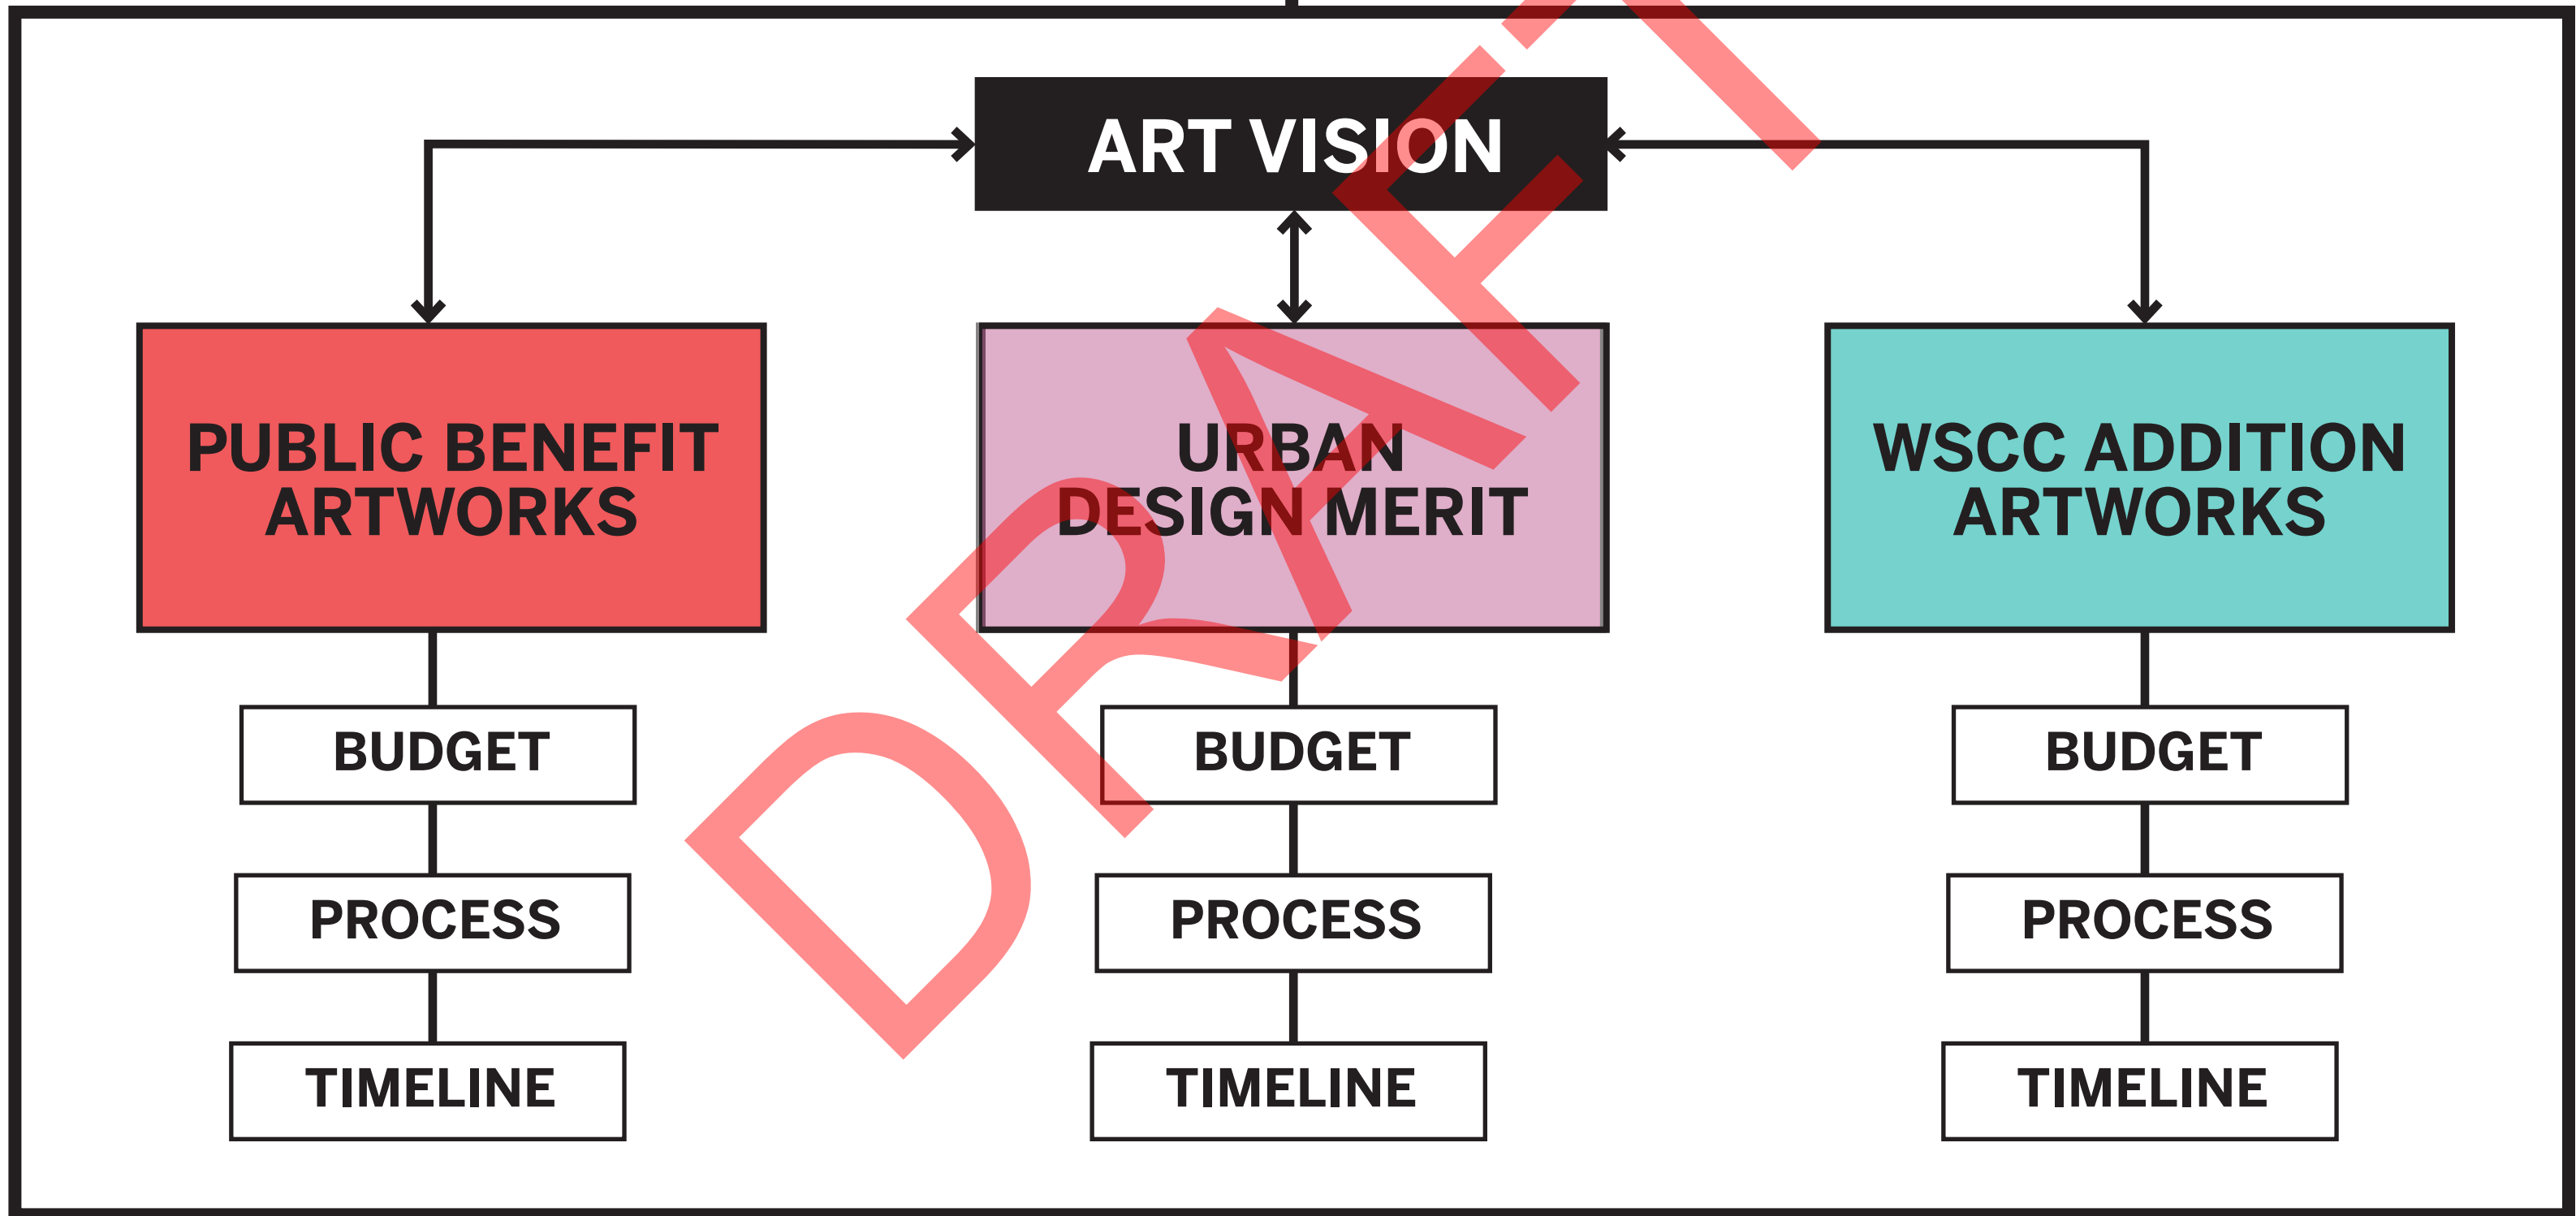 ART VISION
PUBLIC BENEFIT
ARTWORKS
URBAN
DESIGN MERIT
WSCC ADDITION
ARTWORKS
BUDGET
BUDGET
BUDGET
PROCESS
PROCESS
PROCESS
TIMELINE
TIMELINE
TIMELINE
DRAFT